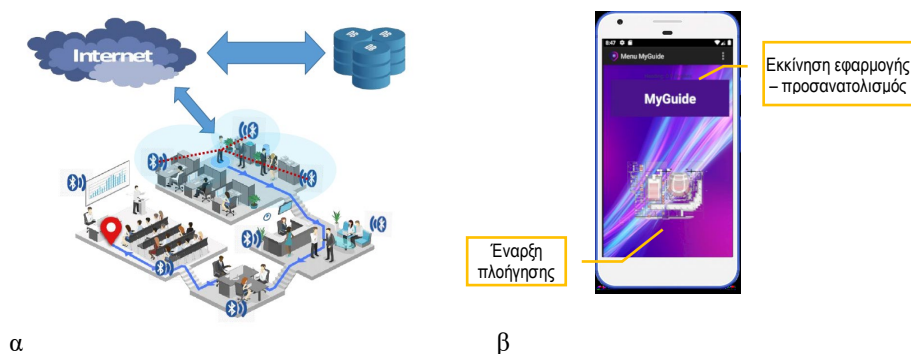 Internet
8:47
Menu MyGuide
MyGuide
Εκκίνηση εφαρμογής
– προσανατολισμός
Έναρξη
πλοήγησης
α
β